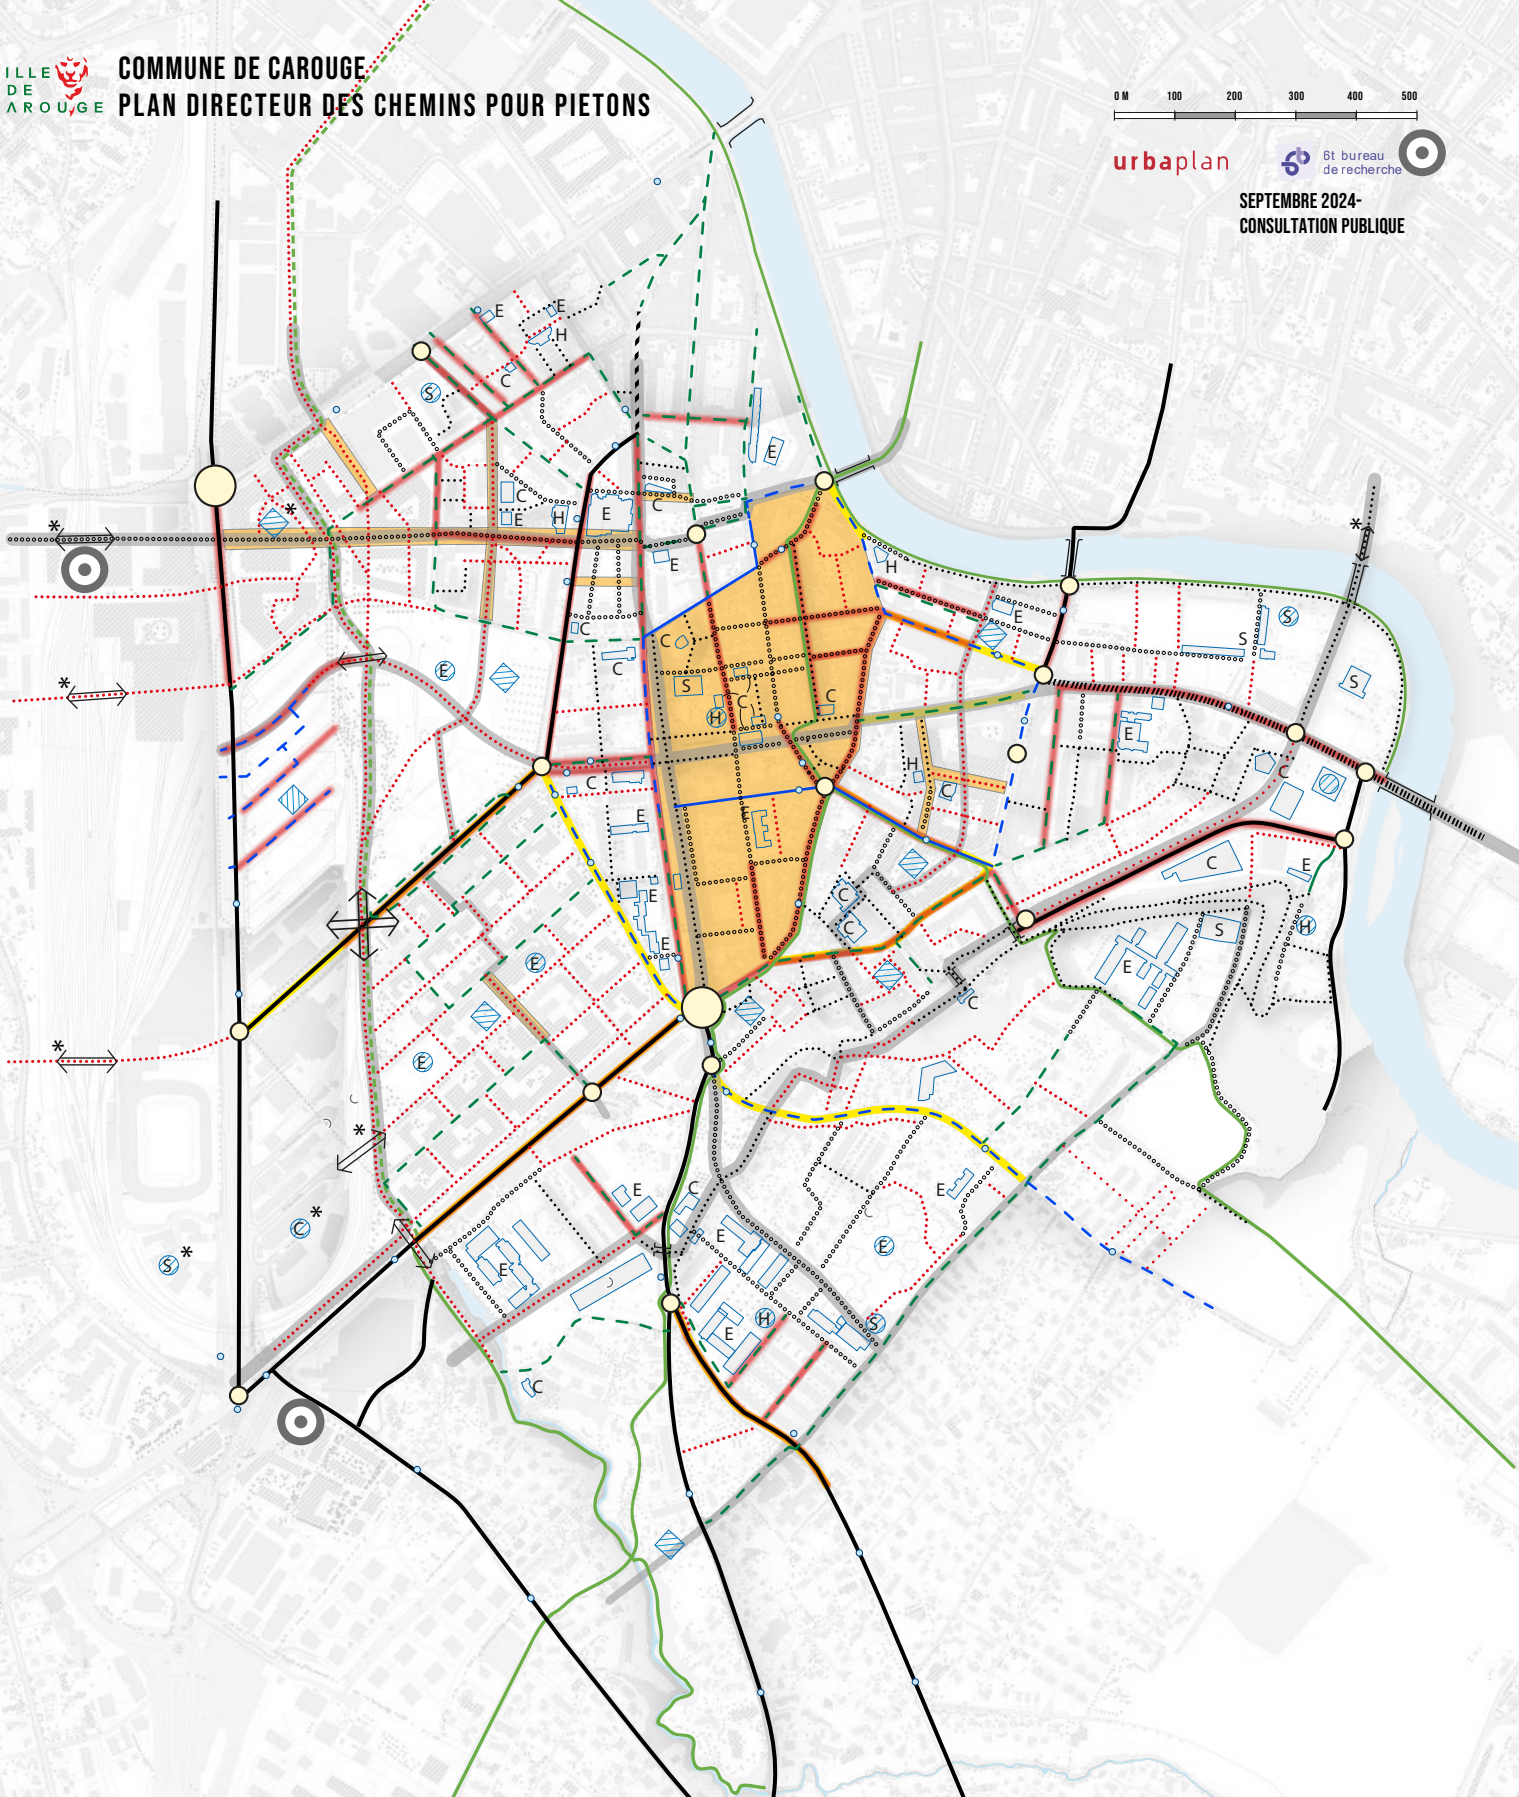 COMMUNE DE CAROUGE
PLAN DIRECTEUR DES CHEMINS POUR PIETONS
ILLE
DE
AROUGE
0 M 100 200 300 400 500
urbaplan
6t bureau
de recherche
SEPTEMBRE 2024-
CONSULTATION PUBLIQUE
E
E
H
C
S
E
*
C
E
H
E
C
*
E
H
E
S
*
C
C
C
S
E
S
*
E
S
C
C
H
E
H
C
C
C
E
E
C
E
C
E
C
S
H
E
E
E
C
*
E
*
E
C
E
*
C
E
E
*
S
E
H
S
E
C